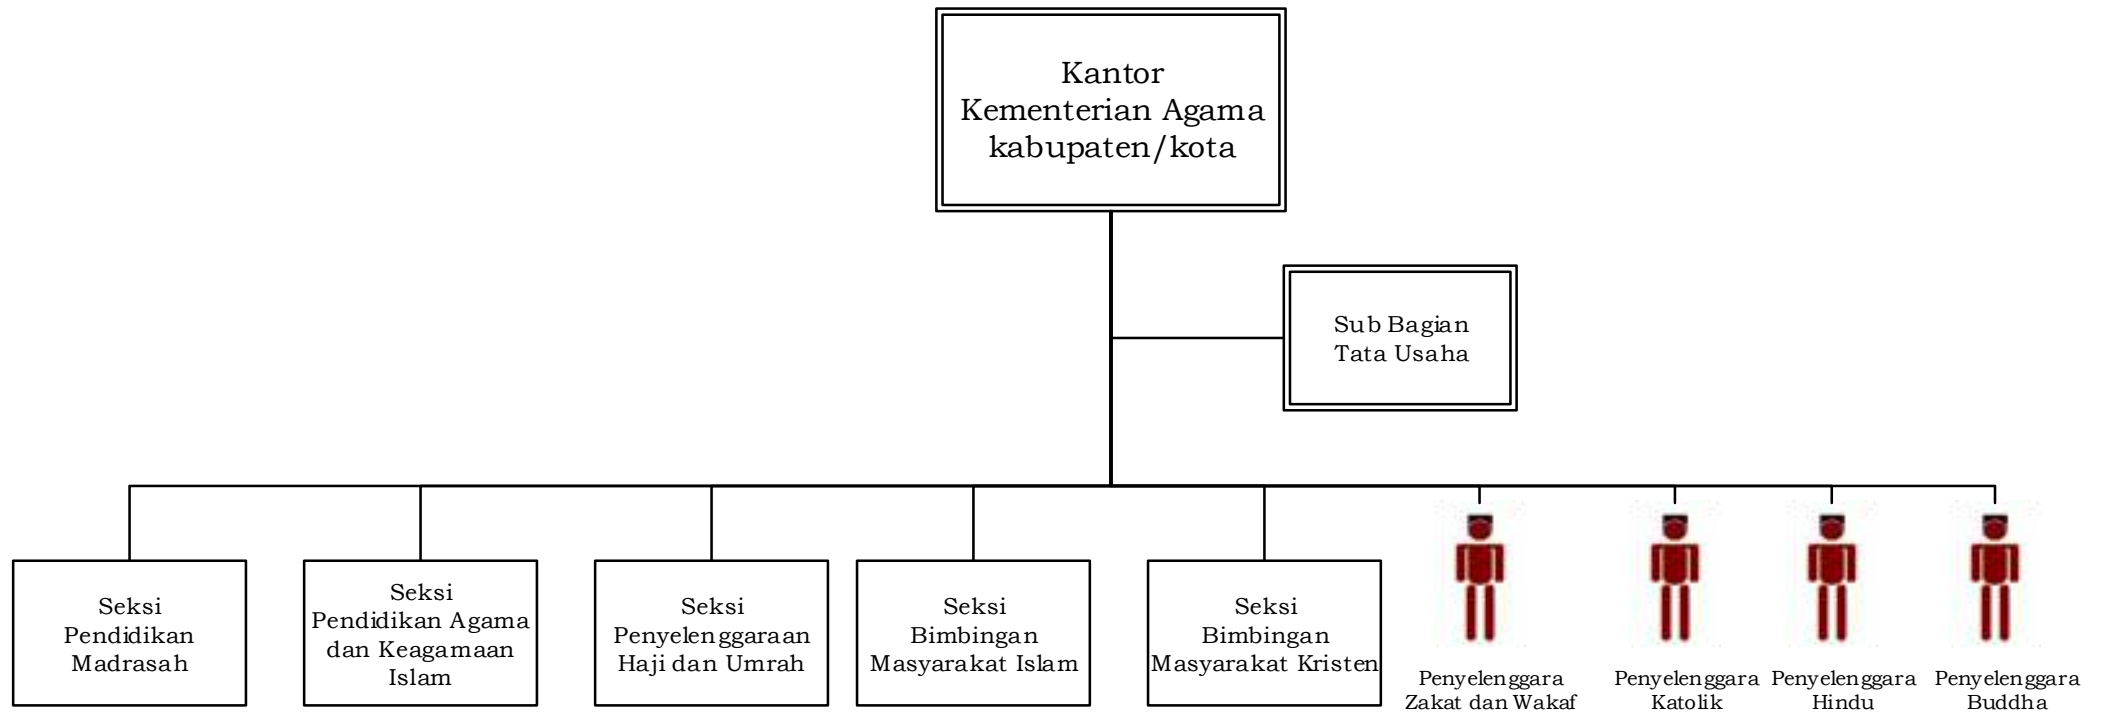 Kantor
Kementerian Agama
kabupaten/kota
Sub Bagian
Tata Usaha
Seksi
Pendidikan
Madrasah
Seksi
Pendidikan Agama
dan Keagamaan
Islam
Seksi
Penyelenggaraan
Haji dan Umrah
Seksi
Bimbingan
Masyarakat Islam
Seksi
Bimbingan
Masyarakat Kristen
Penyelenggara
Zakat dan Wakaf
Penyelenggara
Katolik
Penyelenggara
Hindu
Penyelenggara
Buddha